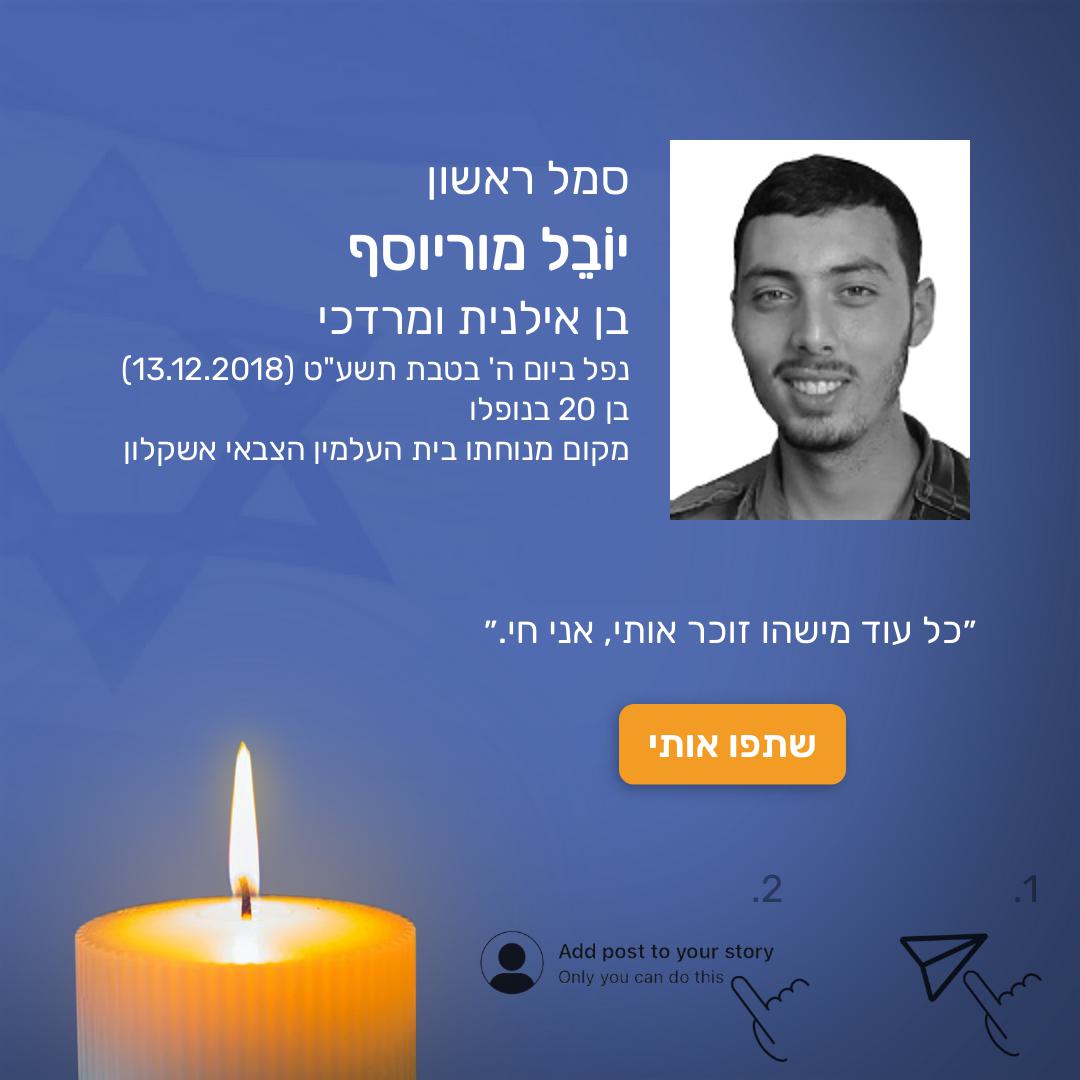 סמל ראשון
יוֹבֵל מוריוסף
בן אילנית ומרדכי
נפל ביום ה' בטבת תשע"ט (13.12.2018)
בן 20 בנופלו
מקום מנוחתו בית העלמין הצבאי אשקלון
״כל עוד מישהו זוכר אותי, אני חי.״
שתפו אותי
1.
2.
Add post to your story
Only you can do this